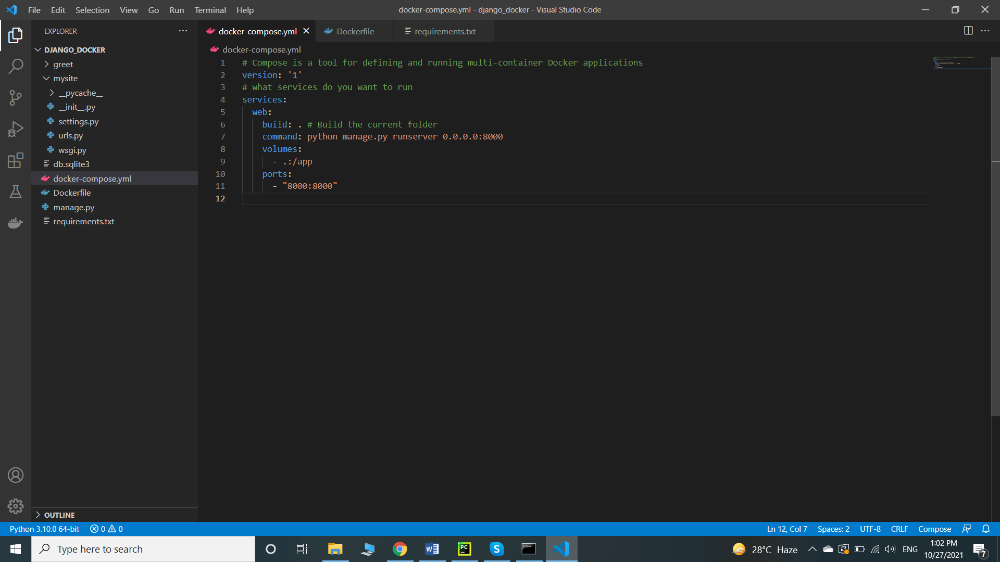 File Edit Selection View Go Run Terminal Help
docker-compose.yml - django_docker - Visual Studio Code
EXPLORER
DJANGO_DOCKER
greet
mysite
__pycache__
__init__.py
settings.py
urls.py
wsgi.py
db.sqlite3
docker-compose.yml
Dockerfile
manage.py
requirements.txt
OUTLINE
docker-compose.yml Dockerfile requirements.txt
docker-compose.yml
1 # Compose is a tool for defining and running multi-container Docker applications
2 version: '1'
3 # what services do you want to run
4 services:
5 web:
6 build: . # Build the current folder
7 command: python manage.py runserver 0.0.0.0:8000
8 volumes:
9 - .:/app
10 ports:
11 - "8000:8000"
12
Python 3.10.0 64-bit 0 0 Ln 12, Col 7 Spaces: 2 UTF-8 CRLF Compose
Type here to search
W
PC
S
28°C Haze
ENG
1:02 PM
10/27/2021
7